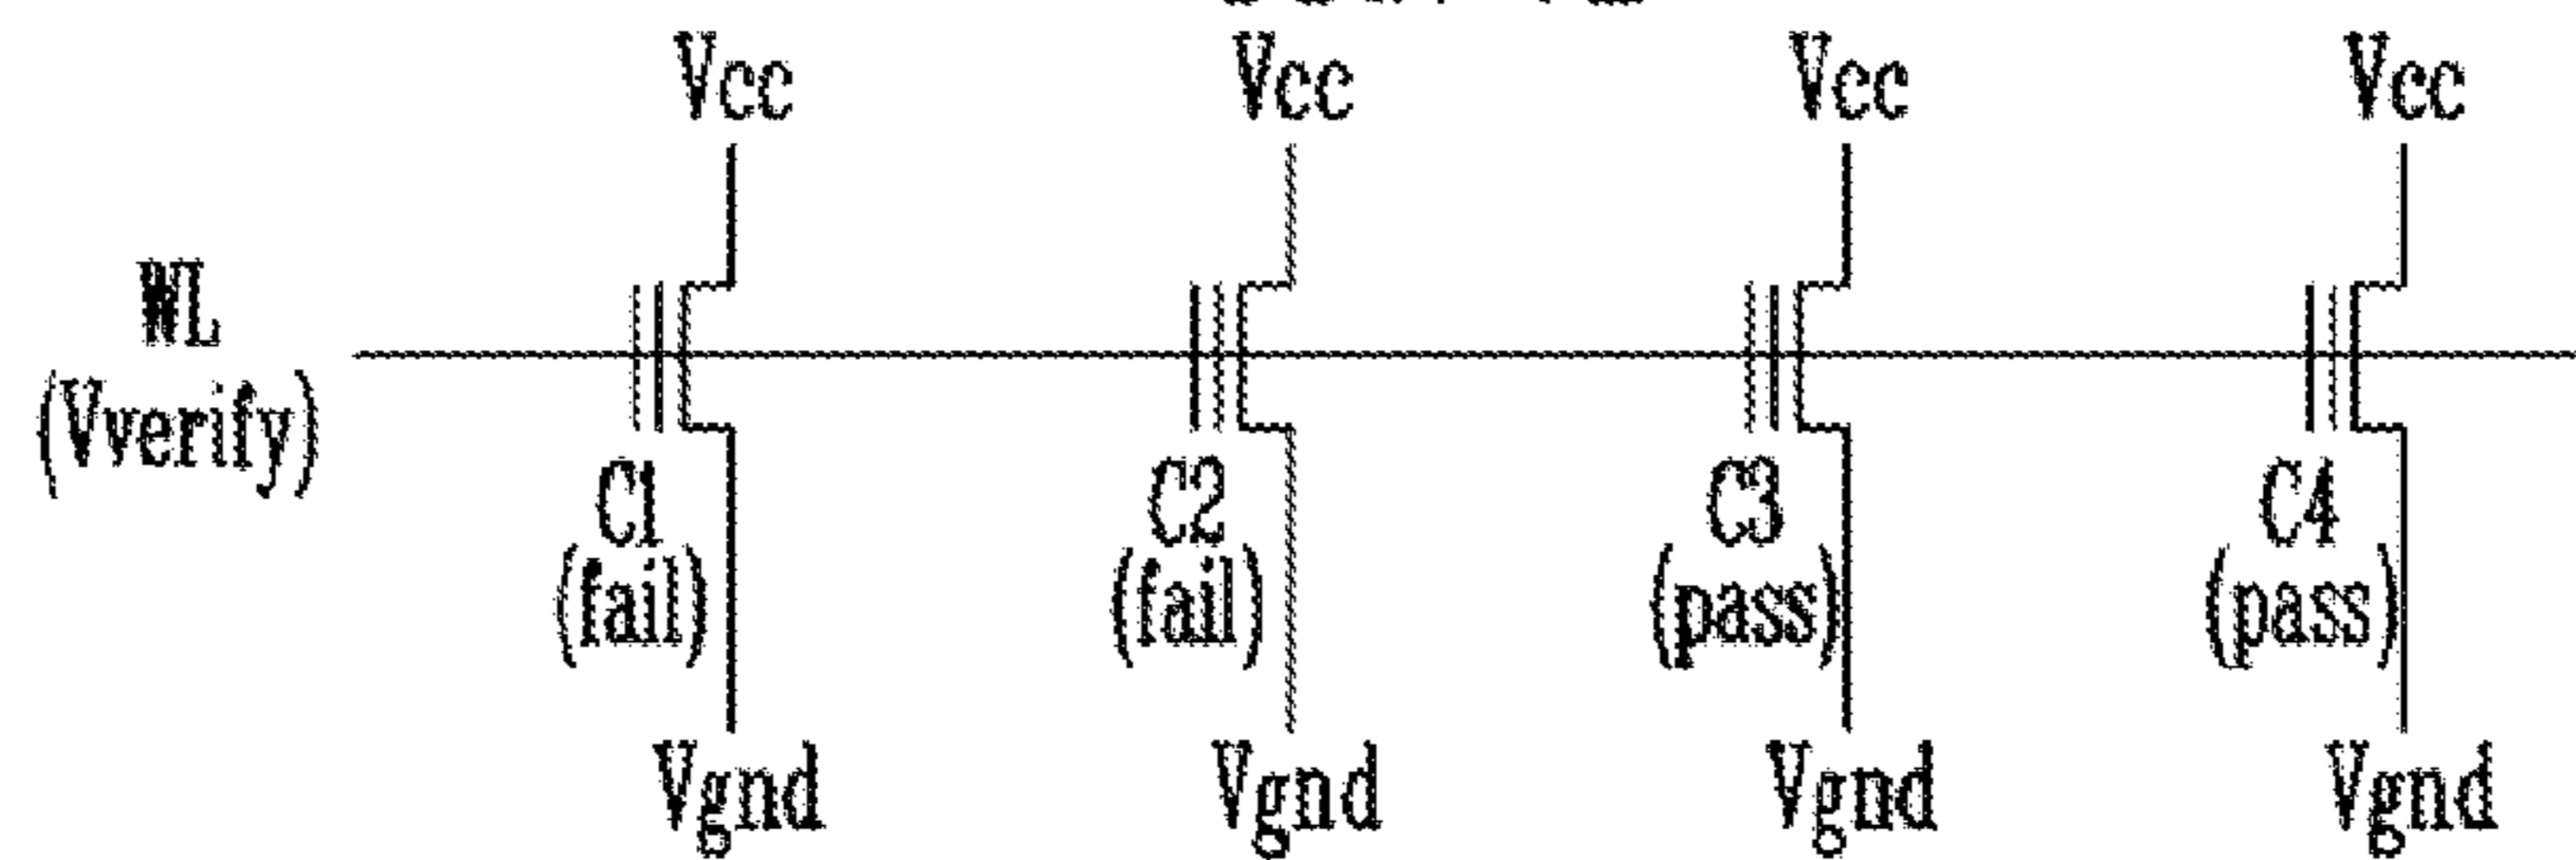 Vcc Vcc Vcc Vcc
WL
(Vverify)
C1 C2 C3 C4
(fail) (fail) (pass) (pass)
Vgnd Vgnd Vgnd Vgnd